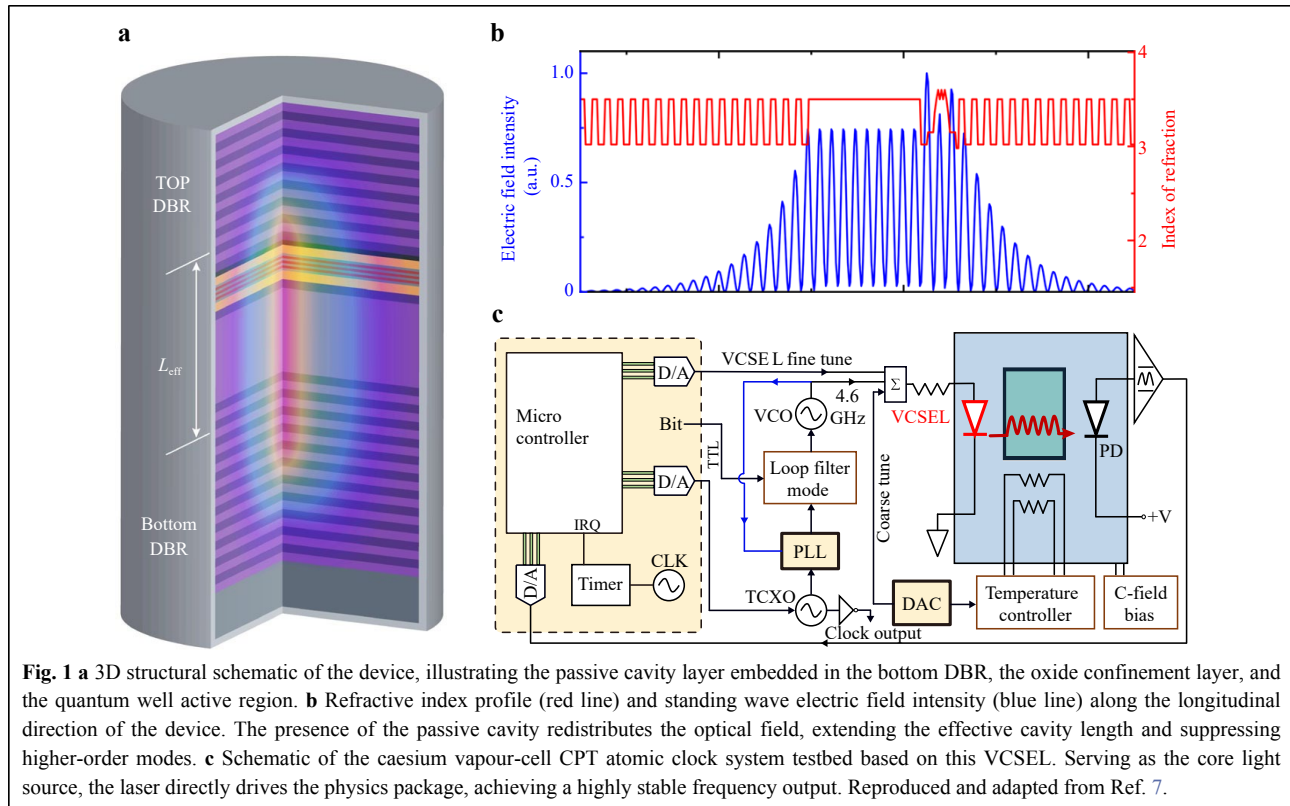 a
TOP
DBR
L_eff
Bottom
DBR
b
Electric field intensity
(a.u.)
1.0
0.5
0
Index of refraction
4
3
2
1
c
Micro
controller
IRQ
D/A
D/A
D/A
Timer
CLK
Bit
TTL
VCSEL fine tune
VCO
4.6
GHz
Loop filter
mode
PLL
TCXO
Clock output
Coarse tune
Σ
DAC
VCSEL
PD
+V
Temperature
controller
C-field
bias
Fig. 1 a 3D structural schematic of the device, illustrating the passive cavity layer embedded in the bottom DBR, the oxide confinement layer, and
the quantum well active region. b Refractive index profile (red line) and standing wave electric field intensity (blue line) along the longitudinal
direction of the device. The presence of the passive cavity redistributes the optical field, extending the effective cavity length and suppressing
higher-order modes. c Schematic of the caesium vapour-cell CPT atomic clock system testbed based on this VCSEL. Serving as the core light
source, the laser directly drives the physics package, achieving a highly stable frequency output. Reproduced and adapted from Ref. 7.